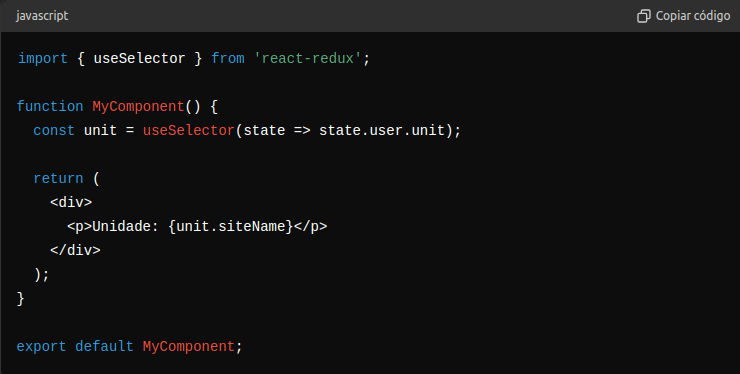 javascript
Copiar código
import { useSelector } from 'react-redux';
function MyComponent() {
const unit = useSelector(state => state.user.unit);
return (
<div>
<p>Unidade: {unit.siteName}</p>
</div>
);
}
export default MyComponent;